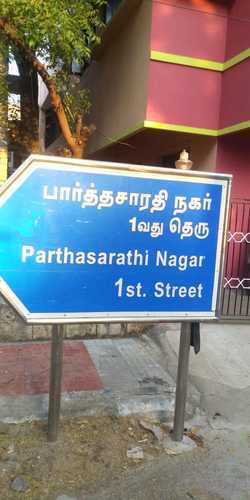 பார்த்தசாரதி நகர்
1வது தெரு
Parthasarathi Nagar
1st. Street